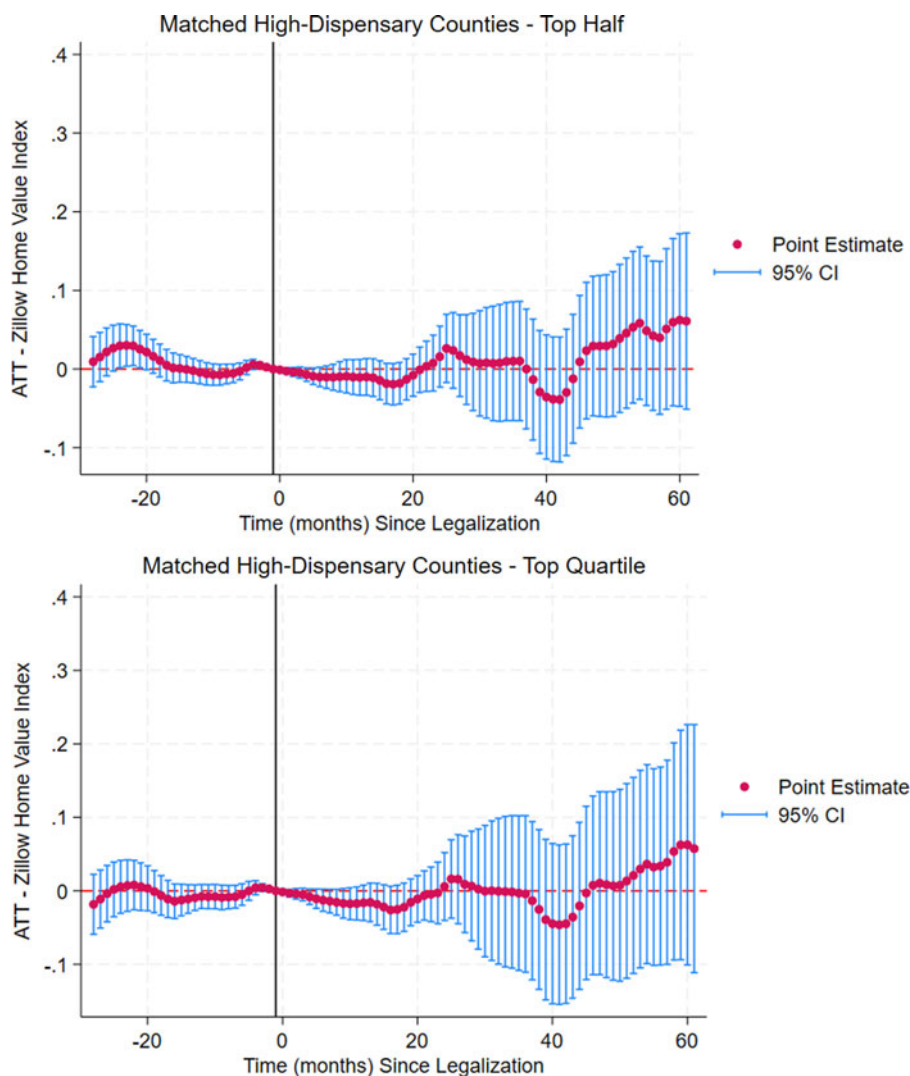 Matched High-Dispensary Counties - Top Half
ATT - Zillow Home Value Index
.4
.3
.2
.1
0
-.1
-20
0
20
40
60
Time (months) Since Legalization
Point Estimate
95% CI
Matched High-Dispensary Counties - Top Quartile
ATT - Zillow Home Value Index
.4
.3
.2
.1
0
-.1
-20
0
20
40
60
Time (months) Since Legalization
Point Estimate
95% CI